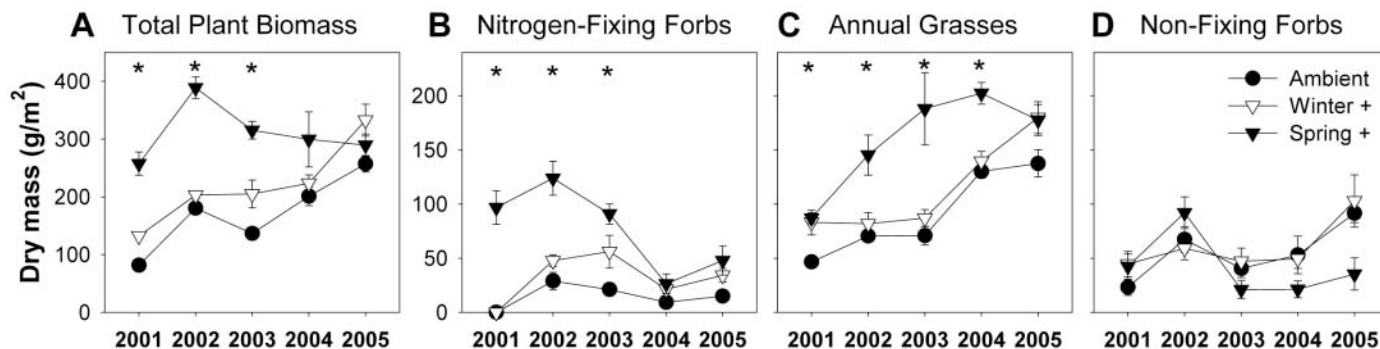 A Total Plant Biomass
B Nitrogen-Fixing Forbs
C Annual Grasses
D Non-Fixing Forbs
Dry mass (g/m²)
400
300
200
100
0
* * *
2001 2002 2003 2004 2005
200
150
100
50
0
* * *
2001 2002 2003 2004 2005
* * * *
2001 2002 2003 2004 2005
Ambient
Winter +
Spring +
2001 2002 2003 2004 2005